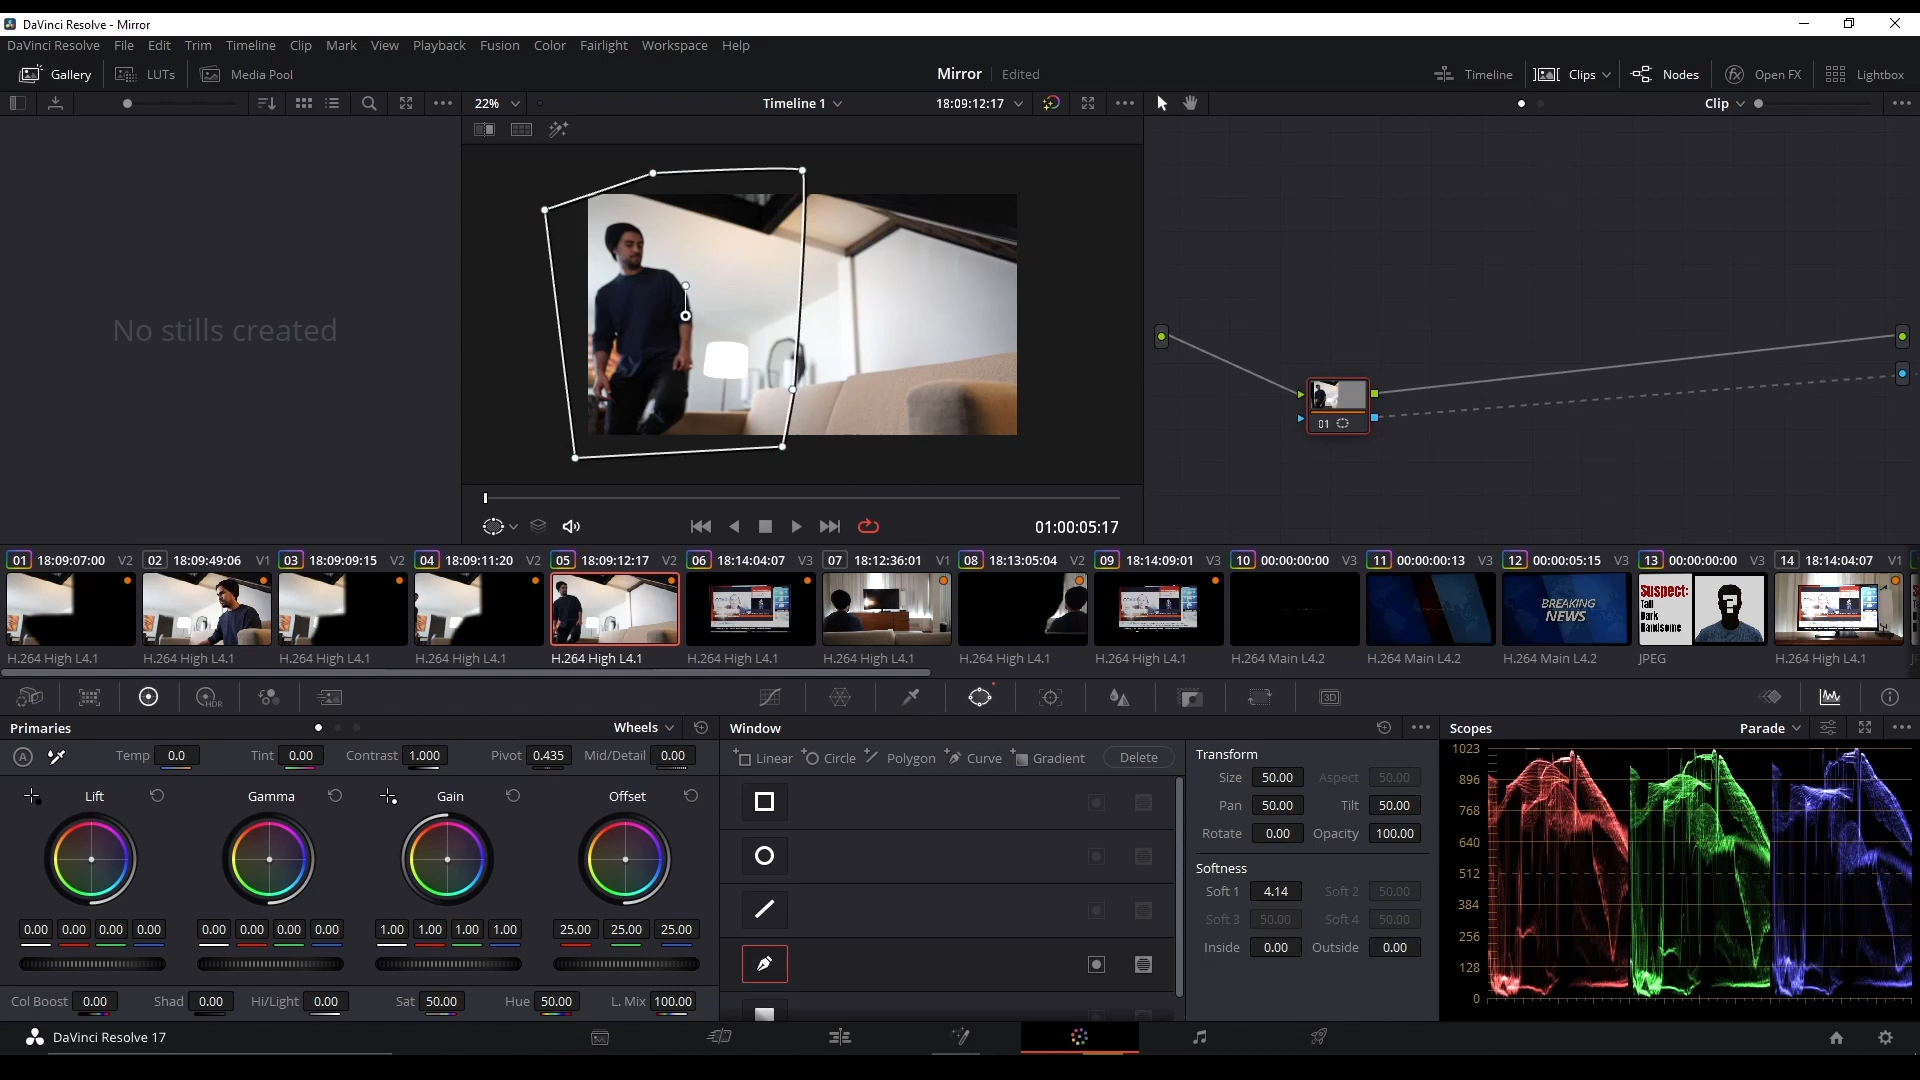 DaVinci Resolve - Mirror
DaVinci Resolve File Edit Trim Timeline Clip Mark View Playback Fusion Color Fairlight Workspace Help
Gallery LUTs Media Pool Mirror Edited Timeline Clips Nodes Open FX Lightbox
22% Timeline 1 18:09:12:17 Clip
No stills created
01
01:00:05:17
01 18:09:07:00 V2 02 18:09:49:06 V1 03 18:09:09:15 V2 04 18:09:11:20 V2 05 18:09:12:17 V2 06 18:14:04:07 V3 07 18:12:36:01 V1 08 18:13:05:04 V2 09 18:14:09:01 V3 10 00:00:00:00 V3 11 00:00:00:13 V3 12 00:00:05:15 V3 13 00:00:00:00 V3 14 18:14:04:07 V1
Suspect:
Tall
Dark
Handsome
BREAKING
NEWS
H.264 High L4.1 H.264 High L4.1 H.264 High L4.1 H.264 High L4.1 H.264 High L4.1 H.264 High L4.1 H.264 High L4.1 H.264 High L4.1 H.264 High L4.1 H.264 Main L4.2 H.264 Main L4.2 H.264 Main L4.2 JPEG H.264 High L4.1
HDR 3D
Primaries Wheels Window Scopes Parade
A Temp 0.0 Tint 0.00 Contrast 1.000 Pivot 0.435 Mid/Detail 0.00
Linear Circle Polygon Curve Gradient Delete
Lift Gamma Gain Offset
0.00 0.00 0.00 0.00 0.00 0.00 0.00 0.00 1.00 1.00 1.00 1.00 25.00 25.00 25.00
Col Boost 0.00 Shad 0.00 Hi/Light 0.00 Sat 50.00 Hue 50.00 L. Mix 100.00
Transform
Size 50.00 Aspect 50.00
Pan 50.00 Tilt 50.00
Rotate 0.00 Opacity 100.00
Softness
Soft 1 4.14 Soft 2 50.00
Soft 3 50.00 Soft 4 50.00
Inside 0.00 Outside 0.00
1023
896
768
640
512
384
256
128
0
DaVinci Resolve 17